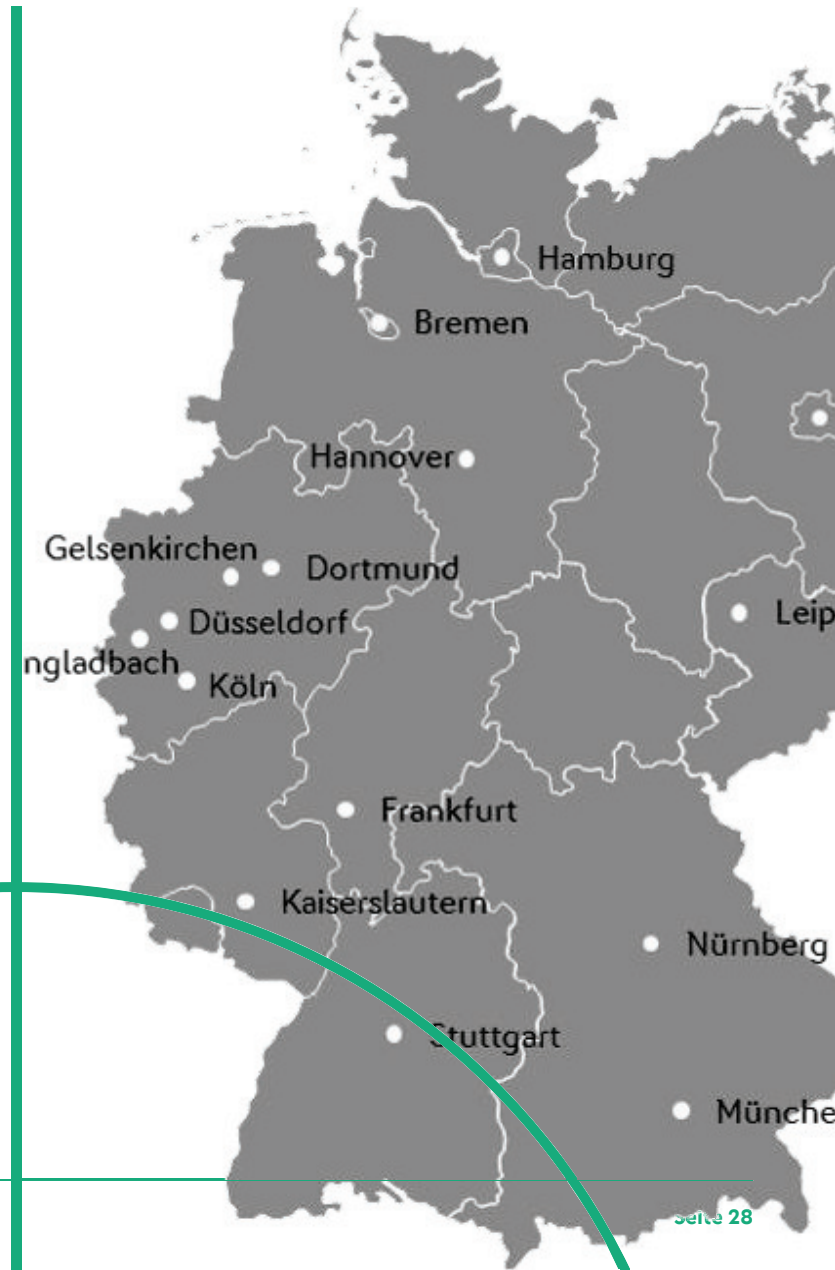 Hamburg
Bremen
Hannover
Gelsenkirchen
Dortmund
Düsseldorf
Leip
ngladbach
Köln
Frankfurt
Kaiserslautern
Nürnberg
Stuttgart
Münche
Seite 28